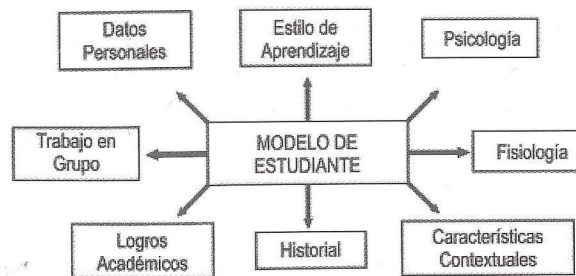 Datos
Personales
Estilo de
Aprendizaje
Psicología
Trabajo en
Grupo
MODELO DE
ESTUDIANTE
Fisiología
Logros
Académicos
Historial
Características
Contextuales